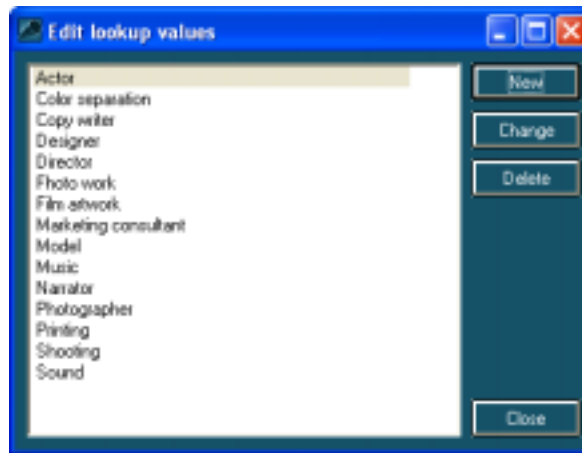 Edit lookup values
Actor
New
Color separation
Copy writer
Change
Designer
Director
Fhoto work
Delete
Film artwork
Marketing consultant
Model
Music
Narrator
Photographer
Printing
Shooting
Sound
Close